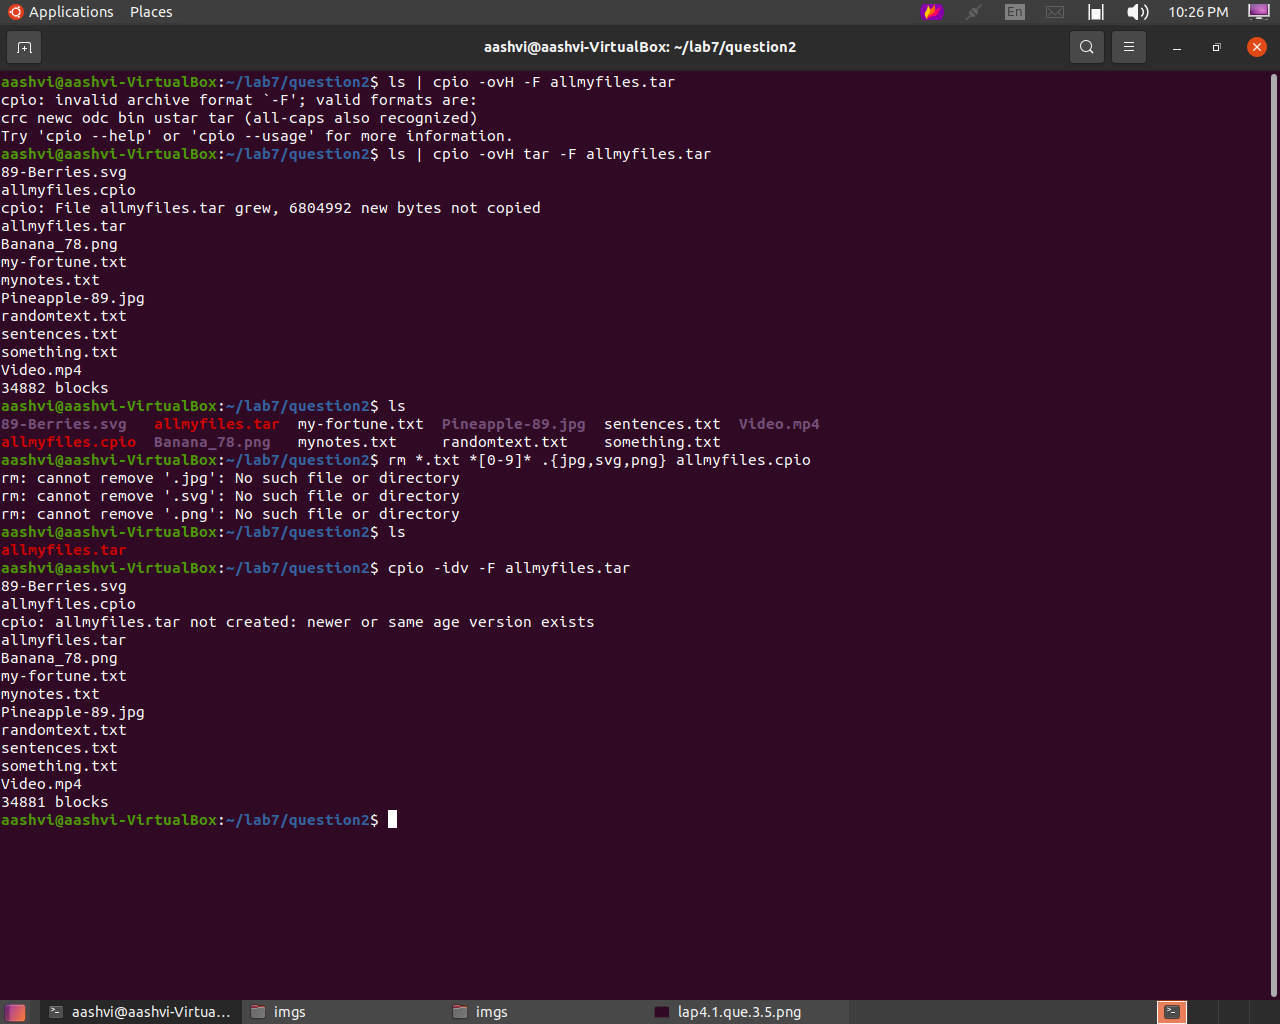 Applications Places En 10:26 PM
aashvi@aashvi-VirtualBox: ~/lab7/question2
aashvi@aashvi-VirtualBox:~/lab7/question2$ ls | cpio -ovH -F allmyfiles.tar
cpio: invalid archive format `-F'; valid formats are:
crc newc odc bin ustar tar (all-caps also recognized)
Try 'cpio --help' or 'cpio --usage' for more information.
aashvi@aashvi-VirtualBox:~/lab7/question2$ ls | cpio -ovH tar -F allmyfiles.tar
89-Berries.svg
allmyfiles.cpio
cpio: File allmyfiles.tar grew, 6804992 new bytes not copied
allmyfiles.tar
Banana_78.png
my-fortune.txt
mynotes.txt
Pineapple-89.jpg
randomtext.txt
sentences.txt
something.txt
Video.mp4
34882 blocks
aashvi@aashvi-VirtualBox:~/lab7/question2$ ls
89-Berries.svg allmyfiles.tar my-fortune.txt Pineapple-89.jpg sentences.txt Video.mp4
allmyfiles.cpio Banana_78.png mynotes.txt randomtext.txt something.txt
aashvi@aashvi-VirtualBox:~/lab7/question2$ rm *.txt *[0-9]* .{jpg,svg,png} allmyfiles.cpio
rm: cannot remove '.jpg': No such file or directory
rm: cannot remove '.svg': No such file or directory
rm: cannot remove '.png': No such file or directory
aashvi@aashvi-VirtualBox:~/lab7/question2$ ls
allmyfiles.tar
aashvi@aashvi-VirtualBox:~/lab7/question2$ cpio -idv -F allmyfiles.tar
89-Berries.svg
allmyfiles.cpio
cpio: allmyfiles.tar not created: newer or same age version exists
allmyfiles.tar
Banana_78.png
my-fortune.txt
mynotes.txt
Pineapple-89.jpg
randomtext.txt
sentences.txt
something.txt
Video.mp4
34881 blocks
aashvi@aashvi-VirtualBox:~/lab7/question2$
aashvi@aashvi-Virtua... imgs imgs lap4.1.que.3.5.png